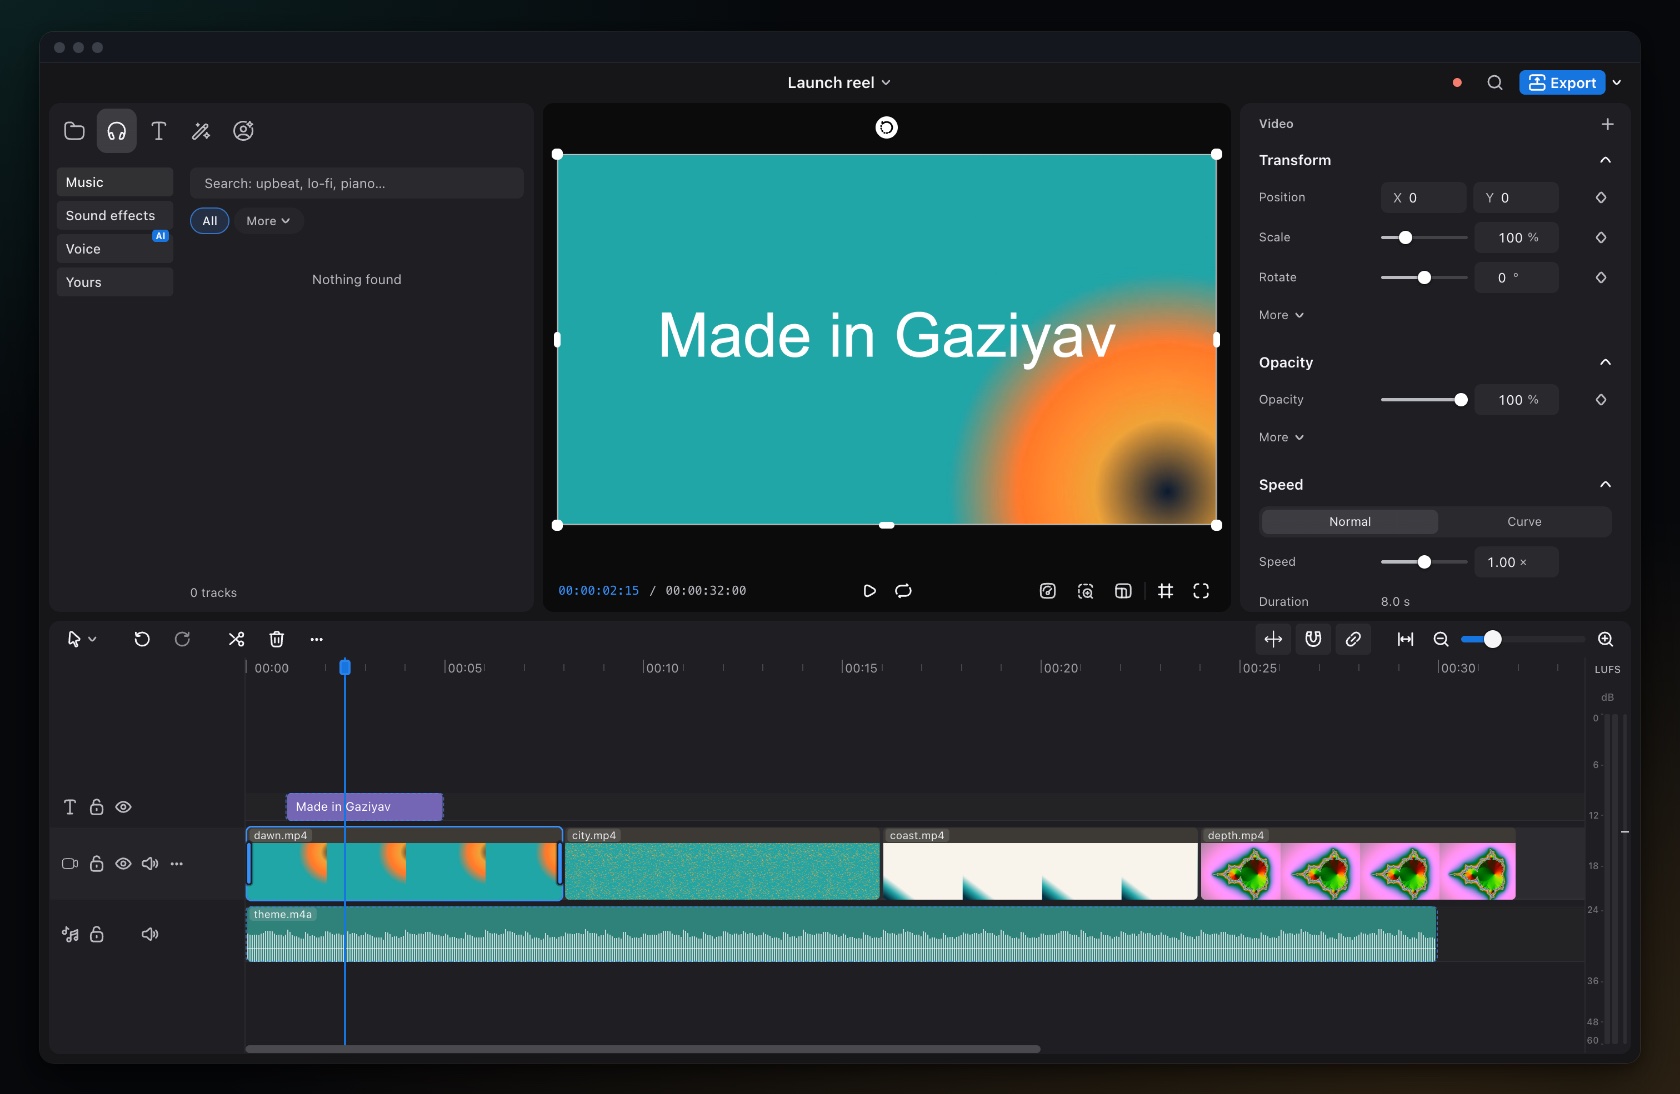 Launch reel
Export
Music
Sound effects
AI
Voice
Yours
Search: upbeat, lo-fi, piano...
All
More
Nothing found
0 tracks
Made in Gaziyav
00:00:02:15 / 00:00:32:00
Video
Transform
Position X 0 Y 0
Scale 100 %
Rotate 0 °
More
Opacity
Opacity 100 %
More
Speed
Normal Curve
Speed 1.00 ×
Duration 8.0 s
00:00 00:05 00:10 00:15 00:20 00:25 00:30
LUFS
dB
0
6
12
18
24
36
48
60
Made in Gaziyav
dawn.mp4 city.mp4 coast.mp4 depth.mp4
theme.m4a